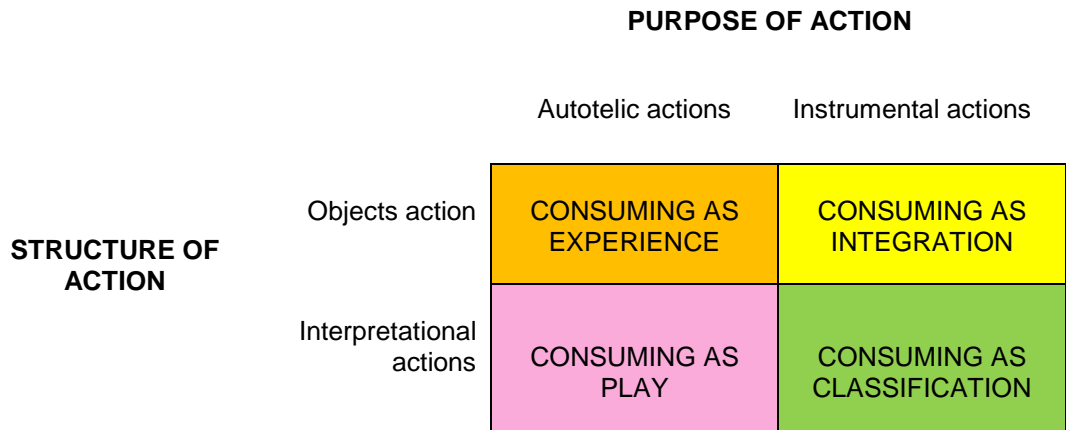 PURPOSE OF ACTION
Autotelic actions
Instrumental actions
STRUCTURE OF
ACTION
Objects action
CONSUMING AS
EXPERIENCE
CONSUMING AS
INTEGRATION
Interpretational
actions
CONSUMING AS
PLAY
CONSUMING AS
CLASSIFICATION